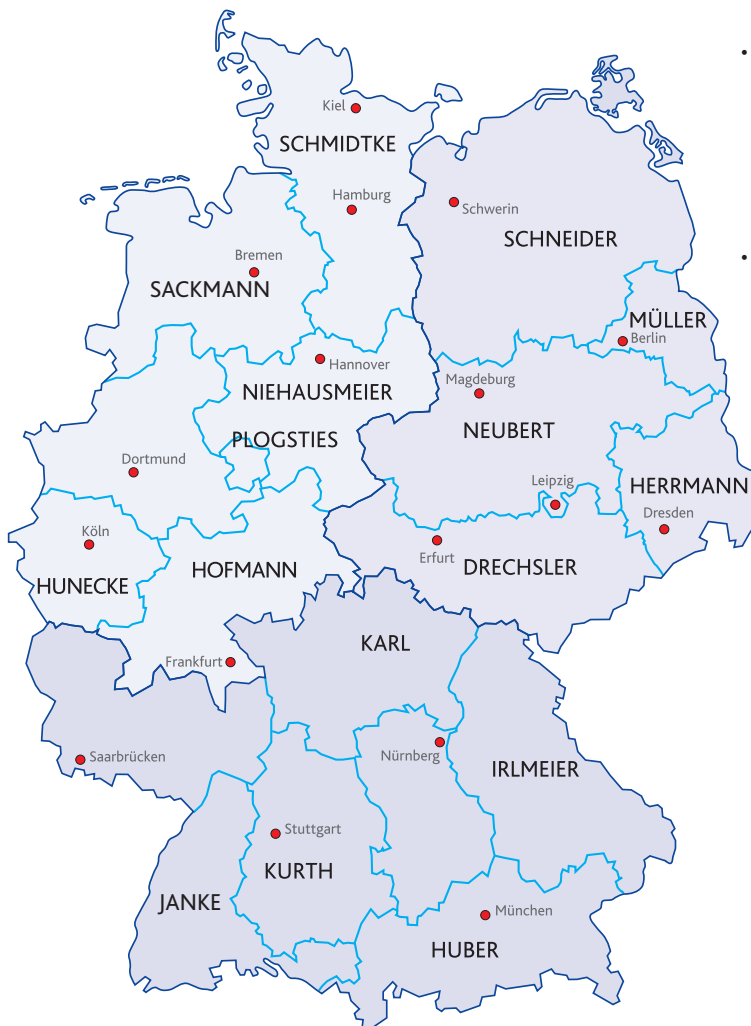 Kiel
SCHMIDTKE
Hamburg
Schwerin
SCHNEIDER
Bremen
SACKMANN
MÜLLER
Berlin
Hannover
NIEHAUSMEIER
Magdeburg
NEUBERT
PLOGSTIES
Dortmund
Leipzig
HERRMANN
Dresden
Köln
Erfurt
DRECHSLER
HOFMANN
HUNECKE
KARL
Frankfurt
Saarbrücken
Nürnberg
IRLMEIER
Stuttgart
KURTH
JANKE
München
HUBER